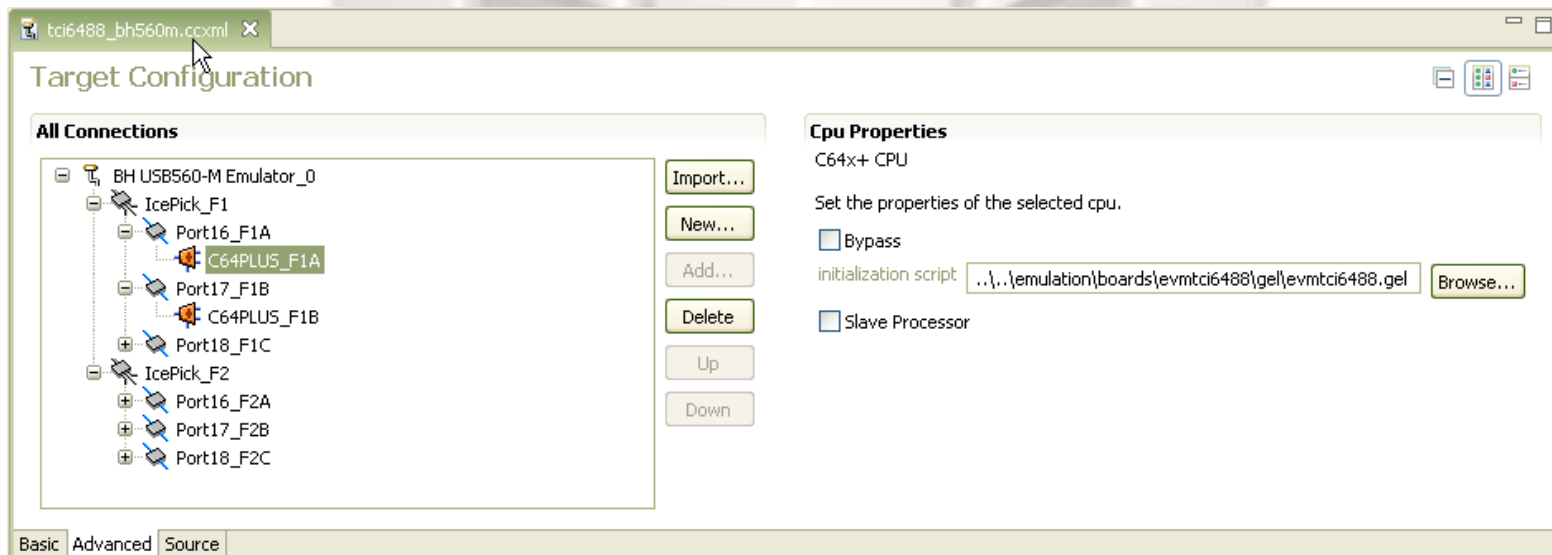 tci6488_bh560m.ccxml
Target Configuration
All Connections
BH USB560-M Emulator_0
IcePick_F1
Port16_F1A
C64PLUS_F1A
Port17_F1B
C64PLUS_F1B
Port18_F1C
IcePick_F2
Port16_F2A
Port17_F2B
Port18_F2C
Import...
New...
Add...
Delete
Up
Down
Cpu Properties
C64x+ CPU
Set the properties of the selected cpu.
Bypass
initialization script ..\..\emulation\boards\evmtci6488\gel\evmtci6488.gel Browse...
Slave Processor
Basic Advanced Source